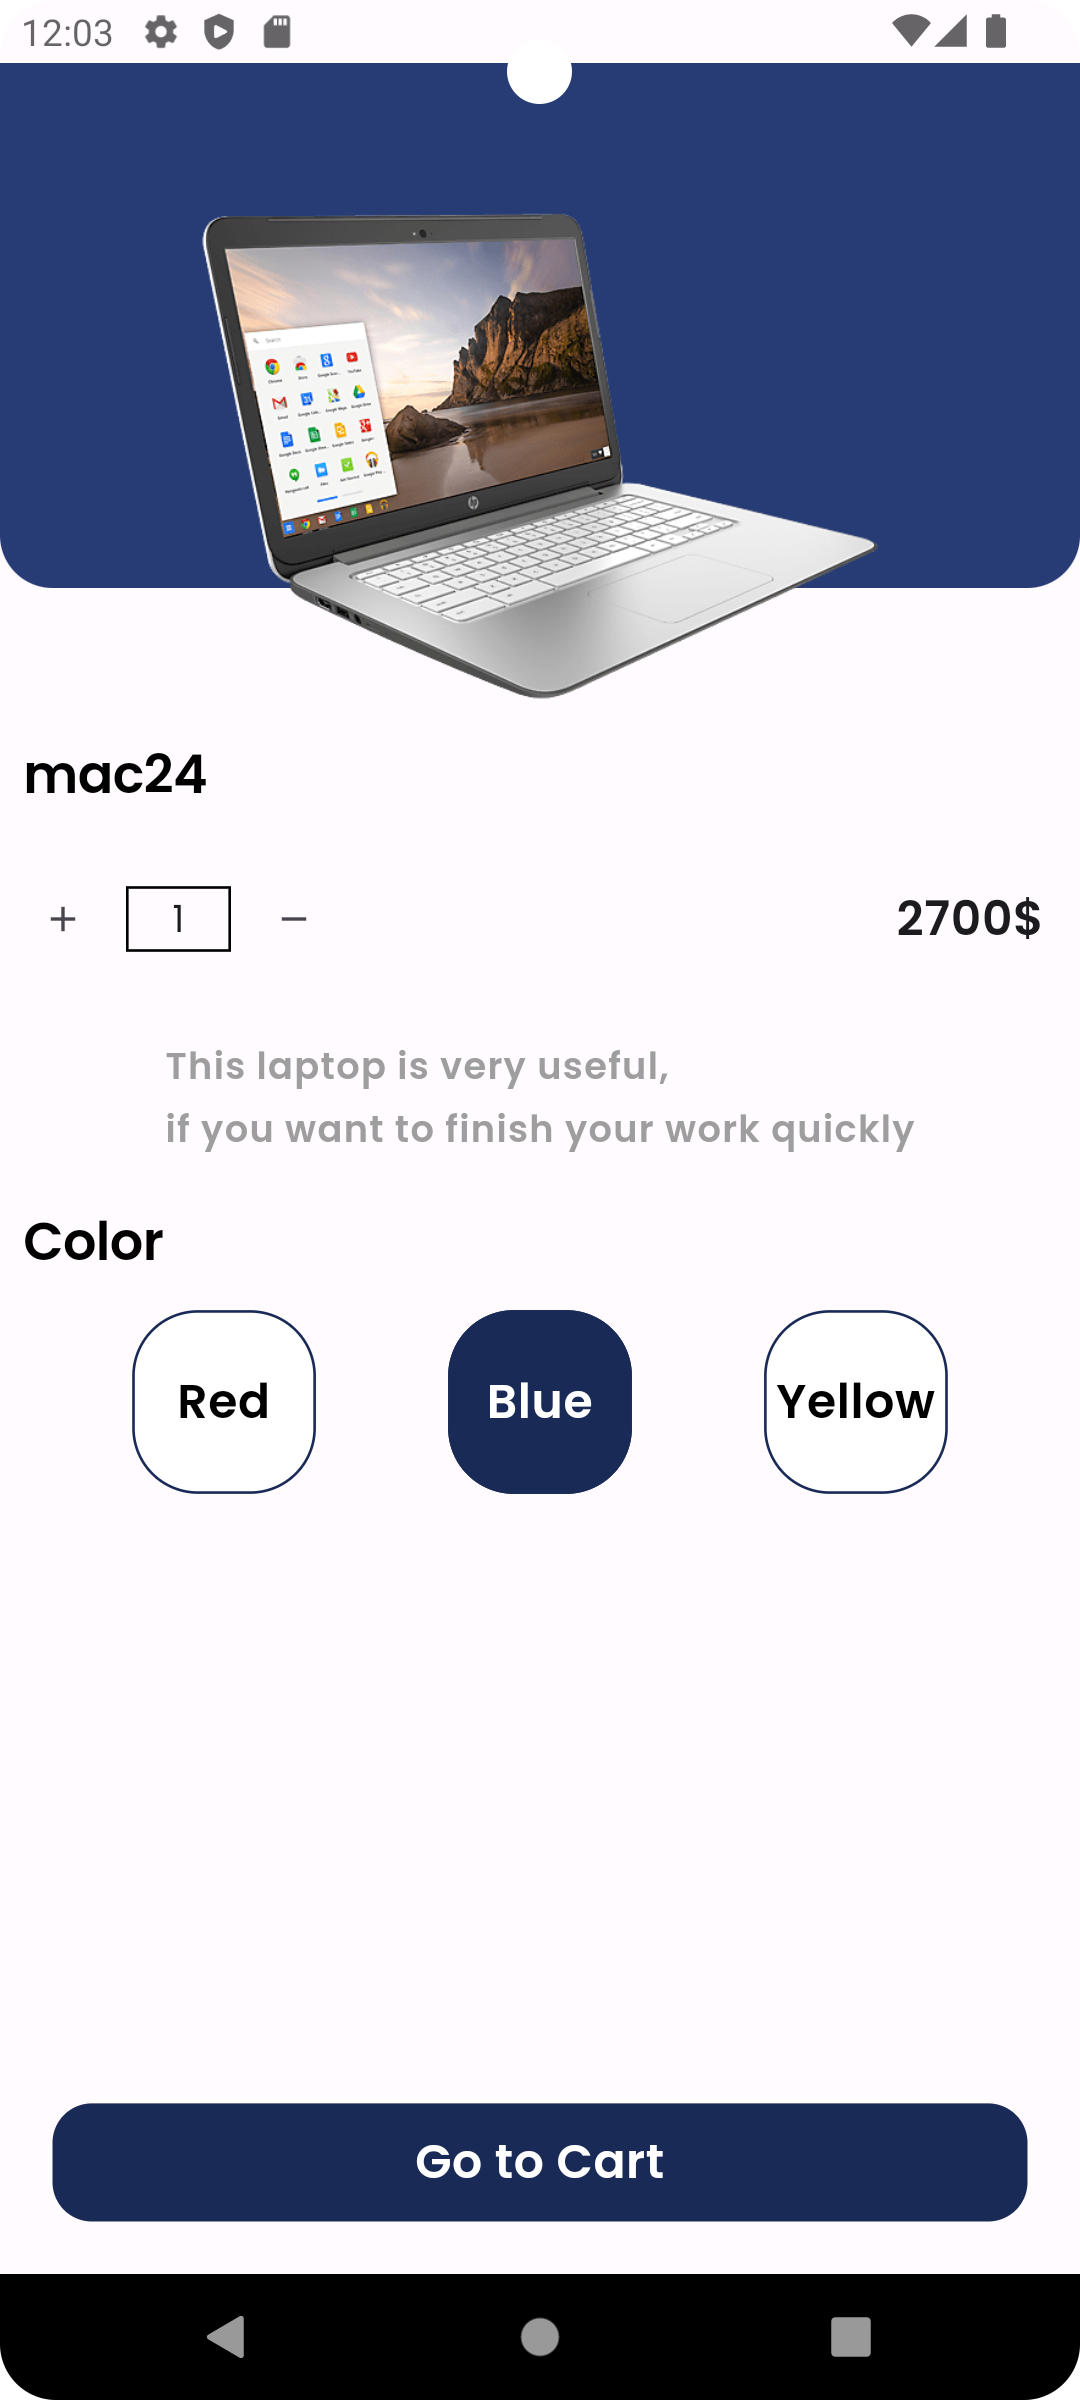 12:03
Search
mac24
+ 1 −
2700$
This laptop is very useful,
if you want to finish your work quickly
Color
Red
Blue
Yellow
Go to Cart